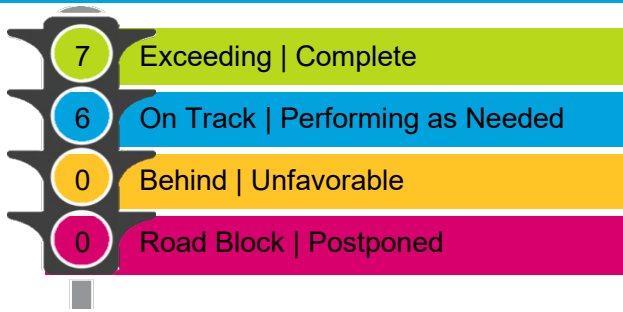 7 Exceeding | Complete
6 On Track | Performing as Needed
0 Behind | Unfavorable
0 Road Block | Postponed